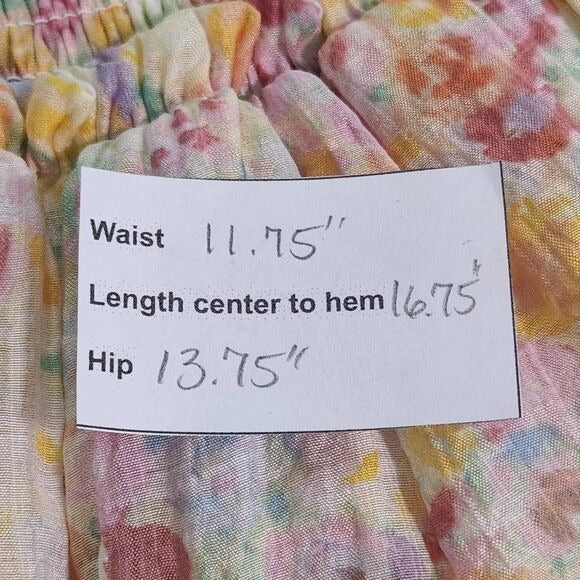 Waist 11.75"
Length center to hem 16.75"
Hip 13.75"